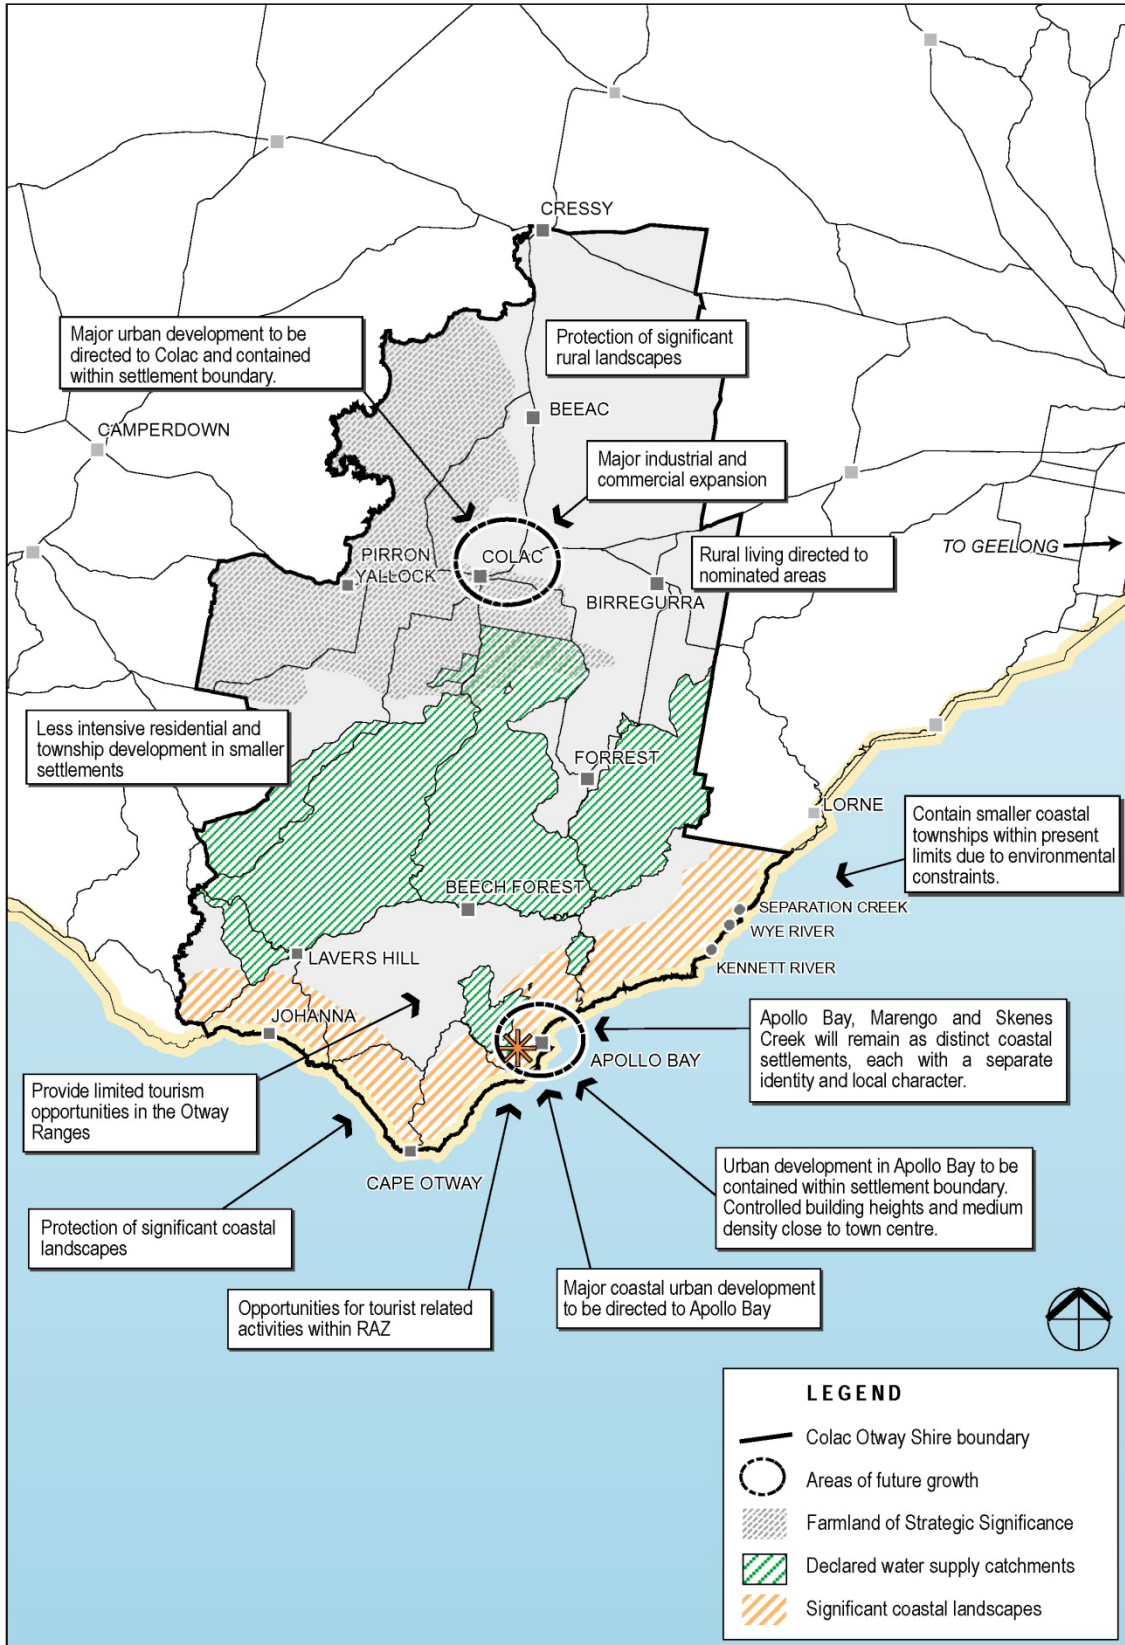 CRESSY
Major urban development to be
directed to Colac and contained
within settlement boundary.
Protection of significant
rural landscapes
BEEAC
CAMPERDOWN
Major industrial and
commercial expansion
PIRRON
YALLOCK
COLAC
Rural living directed to
nominated areas
TO GEELONG
BIRREGURRA
Less intensive residential and
township development in smaller
settlements
FORREST
LORNE
Contain smaller coastal
townships within present
limits due to environmental
constraints.
BEECH FOREST
SEPARATION CREEK
WYE RIVER
KENNETT RIVER
LAVERS HILL
JOHANNA
APOLLO BAY
Apollo Bay, Marengo and Skenes
Creek will remain as distinct coastal
settlements, each with a separate
identity and local character.
Provide limited tourism
opportunities in the Otway
Ranges
CAPE OTWAY
Urban development in Apollo Bay to be
contained within settlement boundary.
Controlled building heights and medium
density close to town centre.
Protection of significant coastal
landscapes
Opportunities for tourist related
activities within RAZ
Major coastal urban development
to be directed to Apollo Bay
LEGEND
Colac Otway Shire boundary
Areas of future growth
Farmland of Strategic Significance
Declared water supply catchments
Significant coastal landscapes